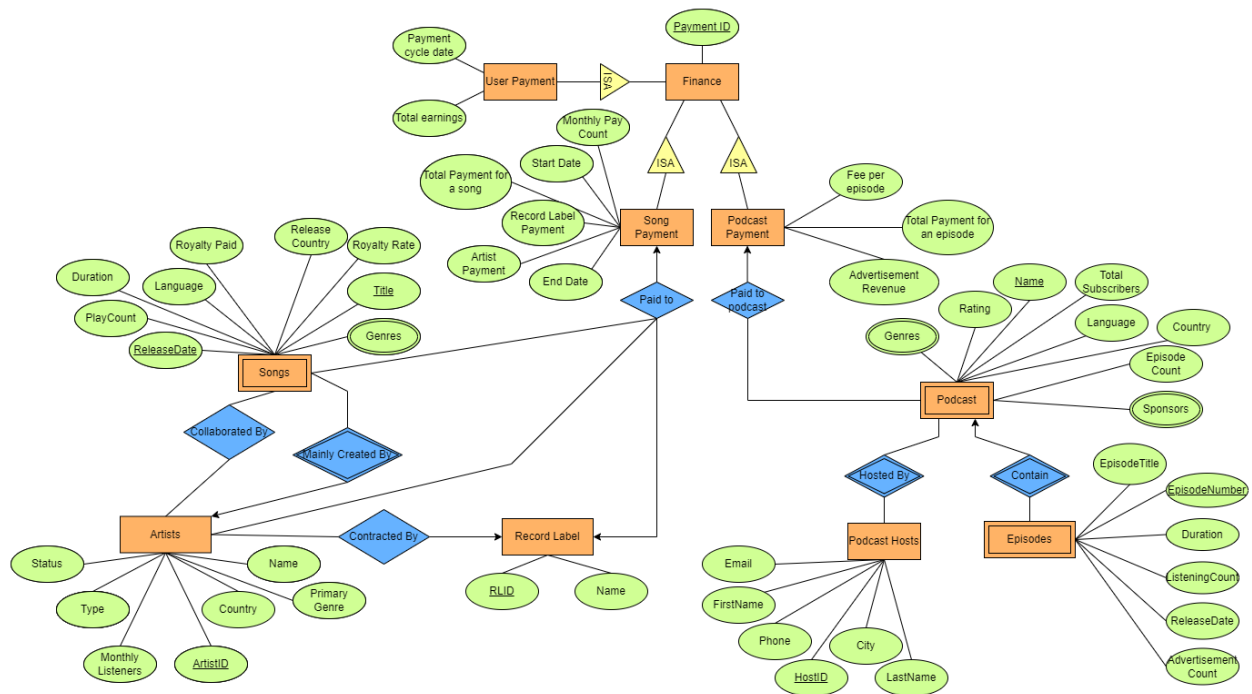 Payment ID
Payment
cycle date
User Payment
ISA
Finance
Total earnings
Monthly Pay
Count
Start Date
ISA
ISA
Total Payment for
a song
Fee per
episode
Record Label
Payment
Song
Payment
Podcast
Payment
Total Payment for
an episode
Artist
Payment
End Date
Advertisement
Revenue
Release
Country
Royalty Paid
Royalty Rate
Duration
Language
Title
PlayCount
Genres
ReleaseDate
Songs
Paid to
Paid to
podcast
Name
Total
Subscribers
Rating
Language
Country
Genres
Episode
Count
Podcast
Sponsors
Collaborated By
Mainly Created By
Hosted By
Contain
EpisodeTitle
EpisodeNumber
Artists
Contracted By
Record Label
Podcast Hosts
Episodes
Duration
Status
Name
Email
ListeningCount
Type
Country
Primary
Genre
RLID
Name
FirstName
ReleaseDate
Monthly
Listeners
ArtistID
Phone
City
HostID
LastName
Advertisement
Count